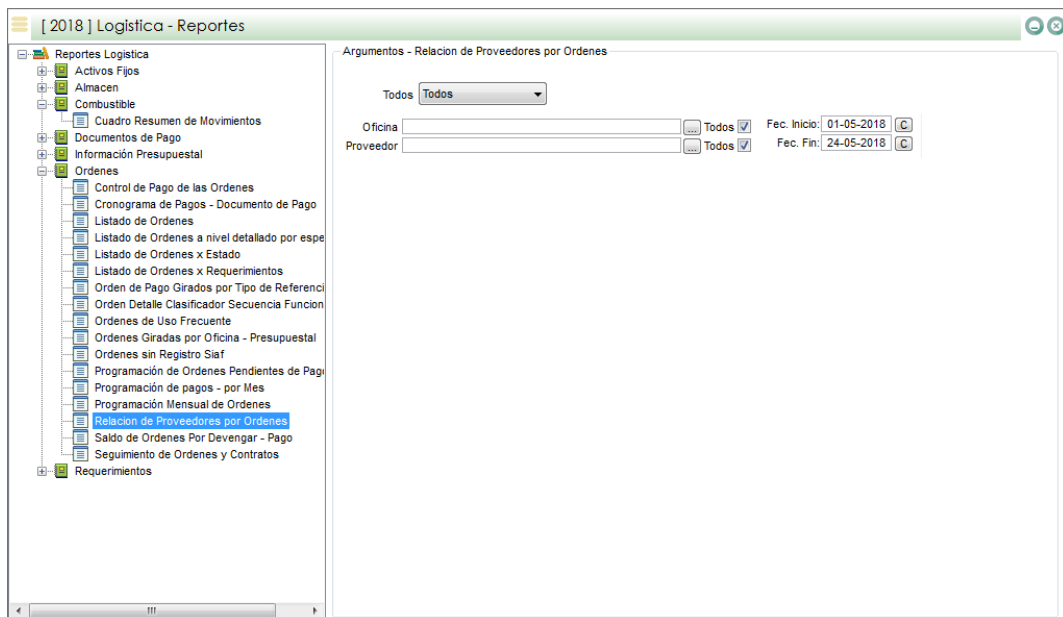 [ 2018 ] Logistica - Reportes
Reportes Logistica
Activos Fijos
Almacen
Combustible
Cuadro Resumen de Movimientos
Documentos de Pago
Información Presupuestal
Ordenes
Control de Pago de las Ordenes
Cronograma de Pagos - Documento de Pago
Listado de Ordenes
Listado de Ordenes a nivel detallado por espe
Listado de Ordenes x Estado
Listado de Ordenes x Requerimientos
Orden de Pago Girados por Tipo de Referenci
Orden Detalle Clasificador Secuencia Funcion
Ordenes de Uso Frecuente
Ordenes Giradas por Oficina - Presupuestal
Ordenes sin Registro Siaf
Programación de Ordenes Pendientes de Pago
Programación de pagos - por Mes
Programación Mensual de Ordenes
Relacion de Proveedores por Ordenes
Saldo de Ordenes Por Devengar - Pago
Seguimiento de Ordenes y Contratos
Requerimientos
Argumentos - Relacion de Proveedores por Ordenes
Todos Todos
Oficina ... Todos Fec. Inicio: 01-05-2018 C
Proveedor ... Todos Fec. Fin: 24-05-2018 C